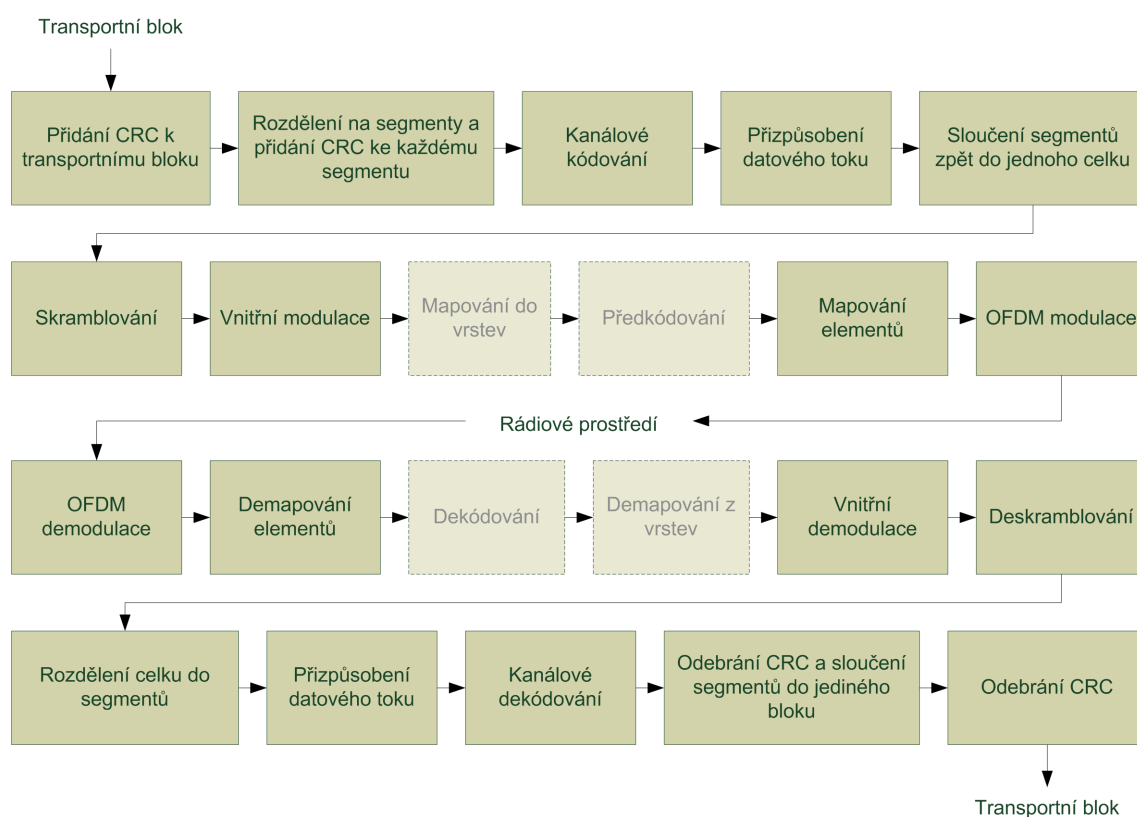 Transportní blok
Přidání CRC k
transportnímu bloku
Rozdělení na segmenty a
přidání CRC ke každému
segmentu
Kanálové
kódování
Přizpůsobení
datového toku
Sloučení segmentů
zpět do jednoho celku
Skramblování
Vnitřní modulace
Mapování do
vrstev
Předkódování
Mapování
elementů
OFDM modulace
Rádiové prostředí
OFDM
demodulace
Demapování
elementů
Dekódování
Demapování z
vrstev
Vnitřní
demodulace
Deskramblování
Rozdělení celku do
segmentů
Přizpůsobení
datového toku
Kanálové
dekódování
Odebrání CRC a sloučení
segmentů do jediného
bloku
Odebrání CRC
Transportní blok